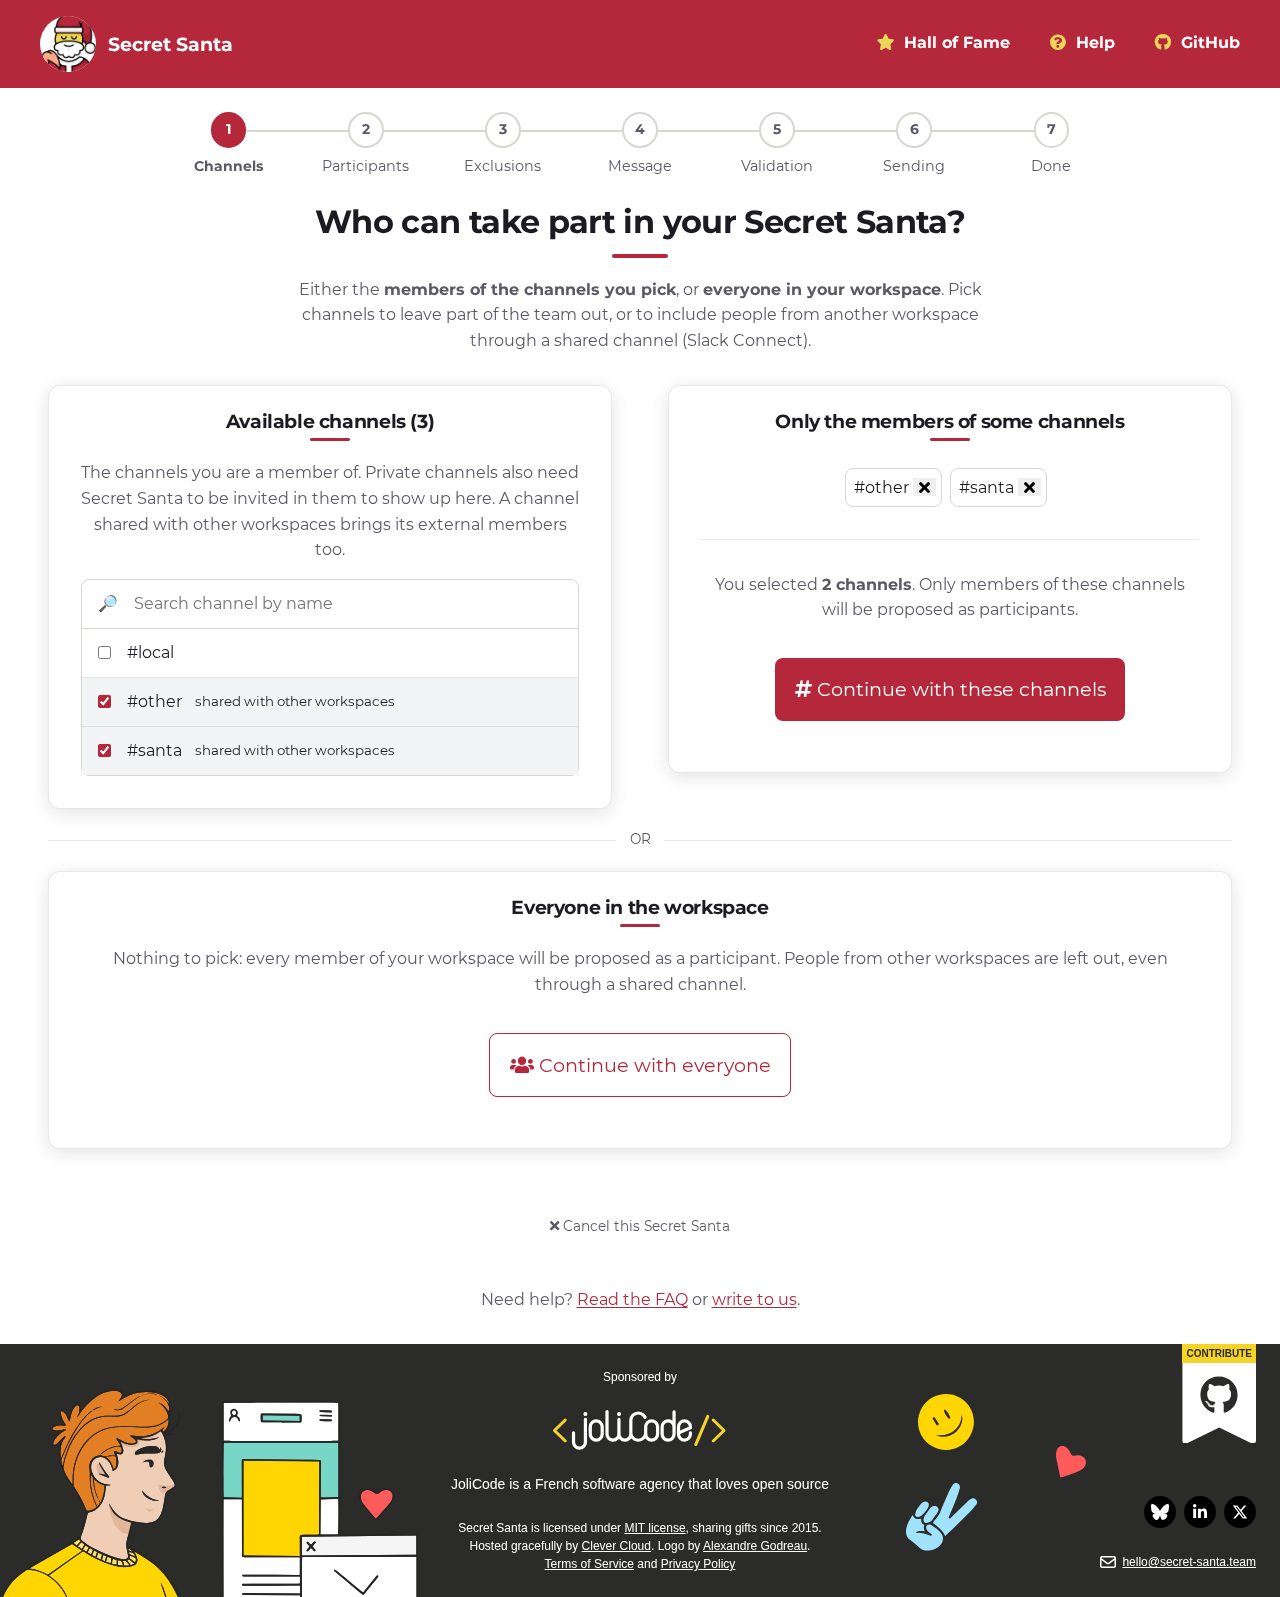 Secret Santa
Hall of Fame
Help
GitHub
1
2
3
4
5
6
7
Channels
Participants
Exclusions
Message
Validation
Sending
Done
Who can take part in your Secret Santa?
Either the members of the channels you pick, or everyone in your workspace. Pick
channels to leave part of the team out, or to include people from another workspace
through a shared channel (Slack Connect).
Available channels (3)
The channels you are a member of. Private channels also need
Secret Santa to be invited in them to show up here. A channel
shared with other workspaces brings its external members
too.
Search channel by name
#local
#other shared with other workspaces
#santa shared with other workspaces
Only the members of some channels
#other
#santa
You selected 2 channels. Only members of these channels
will be proposed as participants.
# Continue with these channels
OR
Everyone in the workspace
Nothing to pick: every member of your workspace will be proposed as a participant. People from other workspaces are left out, even
through a shared channel.
Continue with everyone
Cancel this Secret Santa
Need help? Read the FAQ or write to us.
Sponsored by
<joliCode/>
JoliCode is a French software agency that loves open source
Secret Santa is licensed under MIT license, sharing gifts since 2015.
Hosted gracefully by Clever Cloud. Logo by Alexandre Godreau.
Terms of Service and Privacy Policy
CONTRIBUTE
hello@secret-santa.team